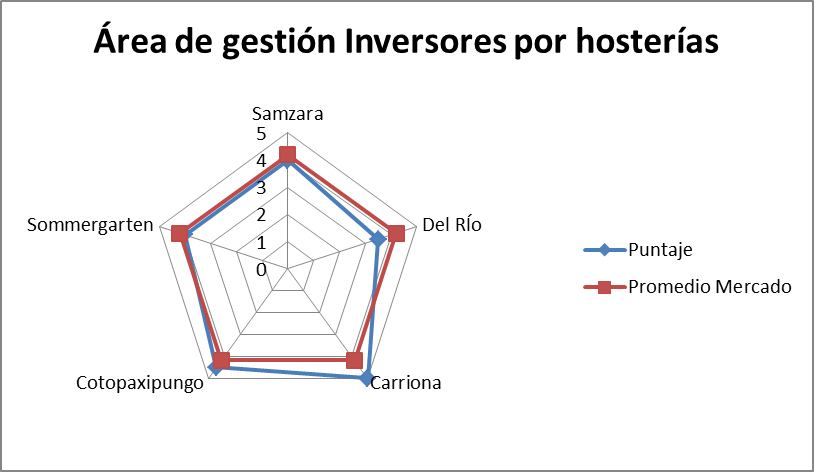 Área de gestión Inversores por hosterías
Samzara
5
4
3
2
1
0
Sommergarten
Del RÍo
Cotopaxipungo
Carriona
Puntaje
Promedio Mercado